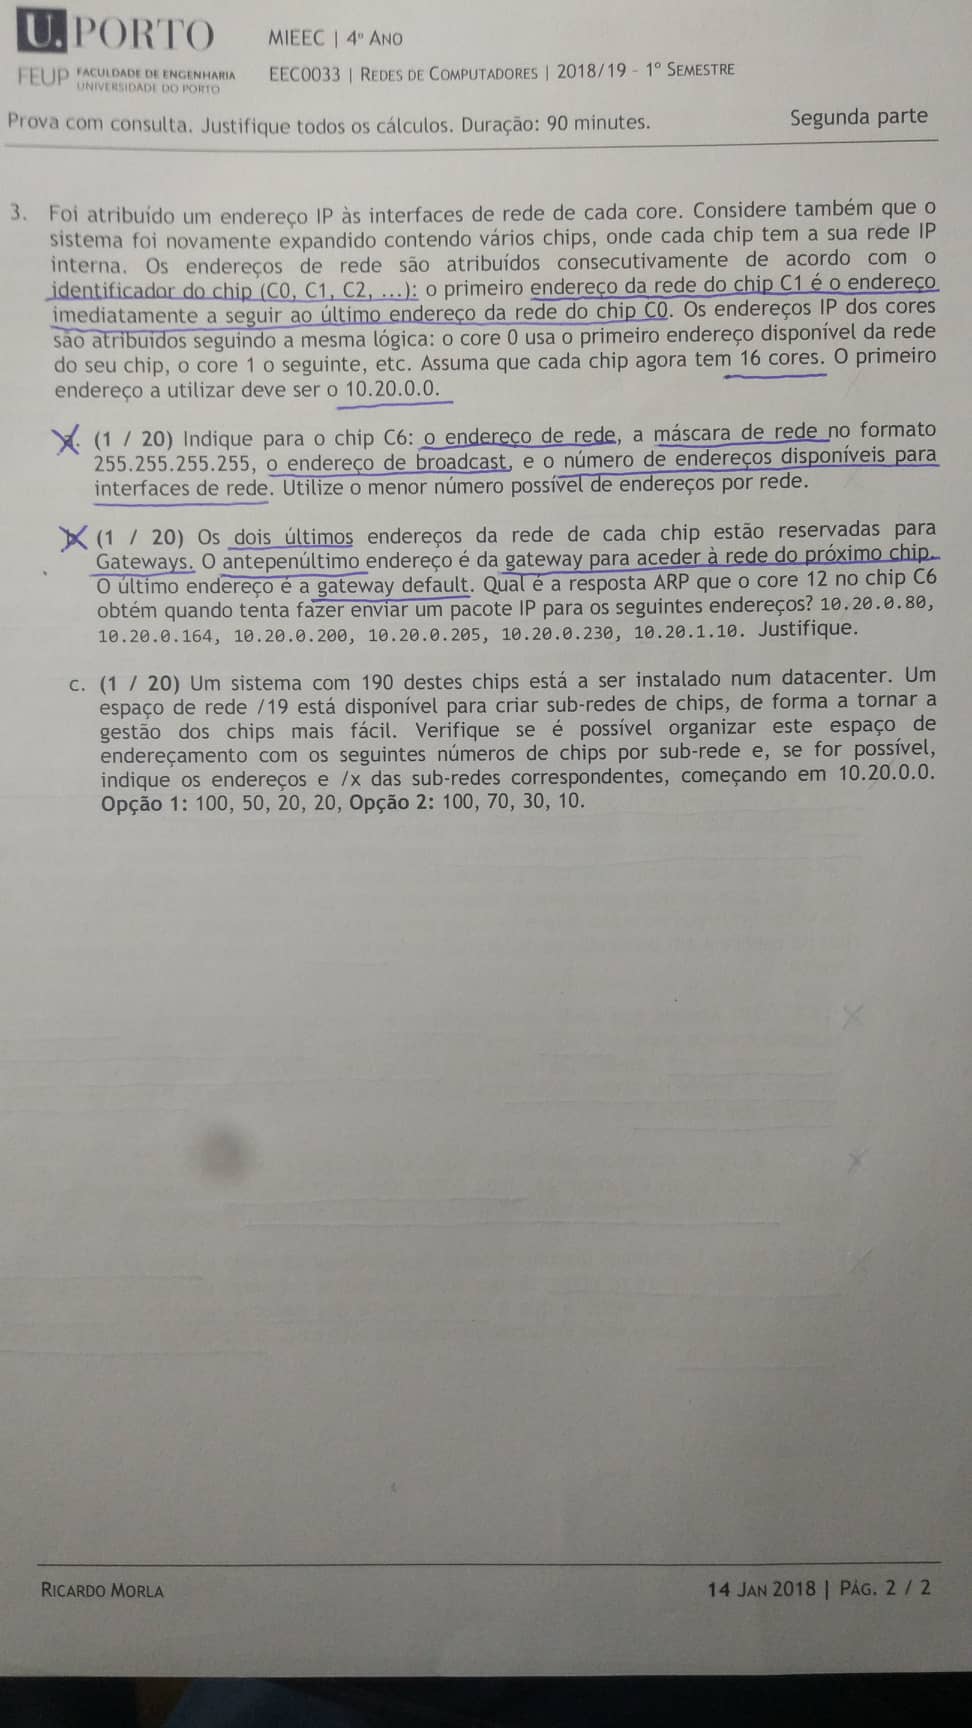 U.PORTO
MIEEC | 4º ANO
FEUP FACULDADE DE ENGENHARIA
UNIVERSIDADE DO PORTO
EEC0033 | REDES DE COMPUTADORES | 2018/19 - 1º SEMESTRE
Prova com consulta. Justifique todos os cálculos. Duração: 90 minutes.
Segunda parte
3. Foi atribuído um endereço IP às interfaces de rede de cada core. Considere também que o
sistema foi novamente expandido contendo vários chips, onde cada chip tem a sua rede IP
interna. Os endereços de rede são atribuídos consecutivamente de acordo com o
identificador do chip (C0, C1, C2, ...): o primeiro endereço da rede do chip C1 é o endereço
imediatamente a seguir ao último endereço da rede do chip C0. Os endereços IP dos cores
são atribuídos seguindo a mesma lógica: o core 0 usa o primeiro endereço disponível da rede
do seu chip, o core 1 o seguinte, etc. Assuma que cada chip agora tem 16 cores. O primeiro
endereço a utilizar deve ser o 10.20.0.0.
a. (1 / 20) Indique para o chip C6: o endereço de rede, a máscara de rede no formato
255.255.255.255, o endereço de broadcast, e o número de endereços disponíveis para
interfaces de rede. Utilize o menor número possível de endereços por rede.
b. (1 / 20) Os dois últimos endereços da rede de cada chip estão reservadas para
Gateways. O antepenúltimo endereço é da gateway para aceder à rede do próximo chip.
O último endereço é a gateway default. Qual é a resposta ARP que o core 12 no chip C6
obtém quando tenta fazer enviar um pacote IP para os seguintes endereços? 10.20.0.80,
10.20.0.164, 10.20.0.200, 10.20.0.205, 10.20.0.230, 10.20.1.10. Justifique.
c. (1 / 20) Um sistema com 190 destes chips está a ser instalado num datacenter. Um
espaço de rede /19 está disponível para criar sub-redes de chips, de forma a tornar a
gestão dos chips mais fácil. Verifique se é possível organizar este espaço de
endereçamento com os seguintes números de chips por sub-rede e, se for possível,
indique os endereços e /x das sub-redes correspondentes, começando em 10.20.0.0.
Opção 1: 100, 50, 20, 20, Opção 2: 100, 70, 30, 10.
RICARDO MORLA
14 JAN 2018 | PÁG. 2 / 2